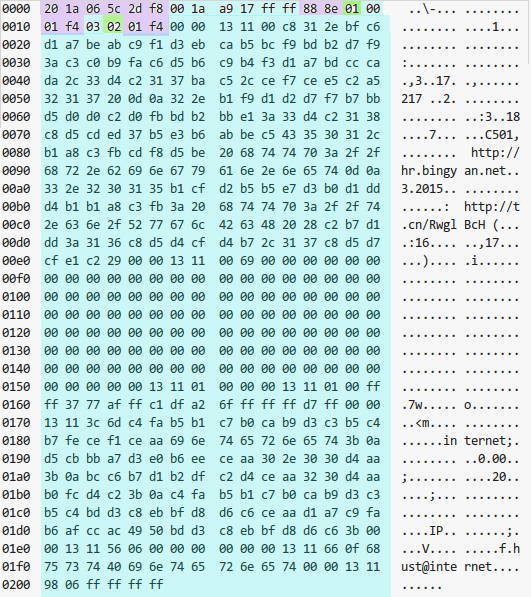 0000 20 1a 06 5c 2d f8 00 1a a9 17 ff ff 88 8e 01 00 ..\-... ........
0010 01 f4 03 02 01 f4 00 00 13 11 00 c8 31 2e bf c6 ........ ....1...
0020 d1 a7 be ab c9 f1 d3 eb ca b5 bc f9 bd b2 d7 f9 ........ ........
0030 3a c3 c0 b9 fa c6 d5 b6 c9 b4 f3 d1 a7 bd cc ca :....... ........
0040 da 2c 33 d4 c2 31 37 ba c5 2c ce f7 ce e5 c2 a5 .,3..17. .,......
0050 32 31 37 20 0d 0a 32 2e b1 f9 d1 d2 d7 f7 b7 bb 217 ..2. ........
0060 d5 d0 d0 c2 d0 fb bd b2 bb e1 3a 33 d4 c2 31 38 ........ ..:3..18
0070 c8 d5 cd ed 37 b5 e3 b6 ab be c5 43 35 30 31 2c ....7... ...C501,
0080 b1 a8 c3 fb cd f8 d5 be 20 68 74 74 70 3a 2f 2f ........ http://
0090 68 72 2e 62 69 6e 67 79 61 6e 2e 6e 65 74 0d 0a hr.bingy an.net..
00a0 33 2e 32 30 31 35 b1 cf d2 b5 b5 e7 d3 b0 d1 dd 3.2015.. ........
00b0 d4 b1 b1 a8 c3 fb 3a 20 68 74 74 70 3a 2f 2f 74 ......: http://t
00c0 2e 63 6e 2f 52 77 67 6c 42 63 48 20 28 c2 b7 d1 .cn/Rwgl BcH (...
00d0 dd 3a 31 36 c8 d5 d4 cf d4 b7 2c 31 37 c8 d5 d7 .:16.... ..,17...
00e0 cf e1 c2 29 00 00 13 11 00 69 00 00 00 00 00 00 ...).... .i......
00f0 00 00 00 00 00 00 00 00 00 00 00 00 00 00 00 00 ........ ........
0100 00 00 00 00 00 00 00 00 00 00 00 00 00 00 00 00 ........ ........
0110 00 00 00 00 00 00 00 00 00 00 00 00 00 00 00 00 ........ ........
0120 00 00 00 00 00 00 00 00 00 00 00 00 00 00 00 00 ........ ........
0130 00 00 00 00 00 00 00 00 00 00 00 00 00 00 00 00 ........ ........
0140 00 00 00 00 00 00 00 00 00 00 00 00 00 00 00 00 ........ ........
0150 00 00 00 00 00 13 11 01 00 00 00 13 11 01 00 ff ........ ........
0160 ff 37 77 af ff c1 df a2 6f ff ff ff d7 ff 00 00 .7w..... o.......
0170 13 11 3c 6d c4 fa b5 b1 c7 b0 ca b9 d3 c3 b5 c4 ..<m.... ........
0180 b7 fe ce f1 ce aa 69 6e 74 65 72 6e 65 74 3b 0a ......in ternet;.
0190 d5 cb bb a7 d3 e0 b6 ee ce aa 30 2e 30 30 d4 aa ........ ..0.00..
01a0 3b 0a bc c6 b7 d1 b2 df c2 d4 ce aa 32 30 d4 aa ;....... ....20..
01b0 b0 fc d4 c2 3b 0a c4 fa b5 b1 c7 b0 ca b9 d3 c3 ....;... ........
01c0 b5 c4 bd d3 c8 eb bf d8 d6 c6 ce aa d1 a7 c9 fa ........ ........
01d0 b6 af cc ac 49 50 bd d3 c8 eb bf d8 d6 c6 3b 00 ....IP.. ......;.
01e0 00 13 11 56 06 00 00 00 00 00 00 13 11 66 0f 68 ...V.... .....f.h
01f0 75 73 74 40 69 6e 74 65 72 6e 65 74 00 00 13 11 ust@inte rnet....
0200 98 06 ff ff ff ff ......